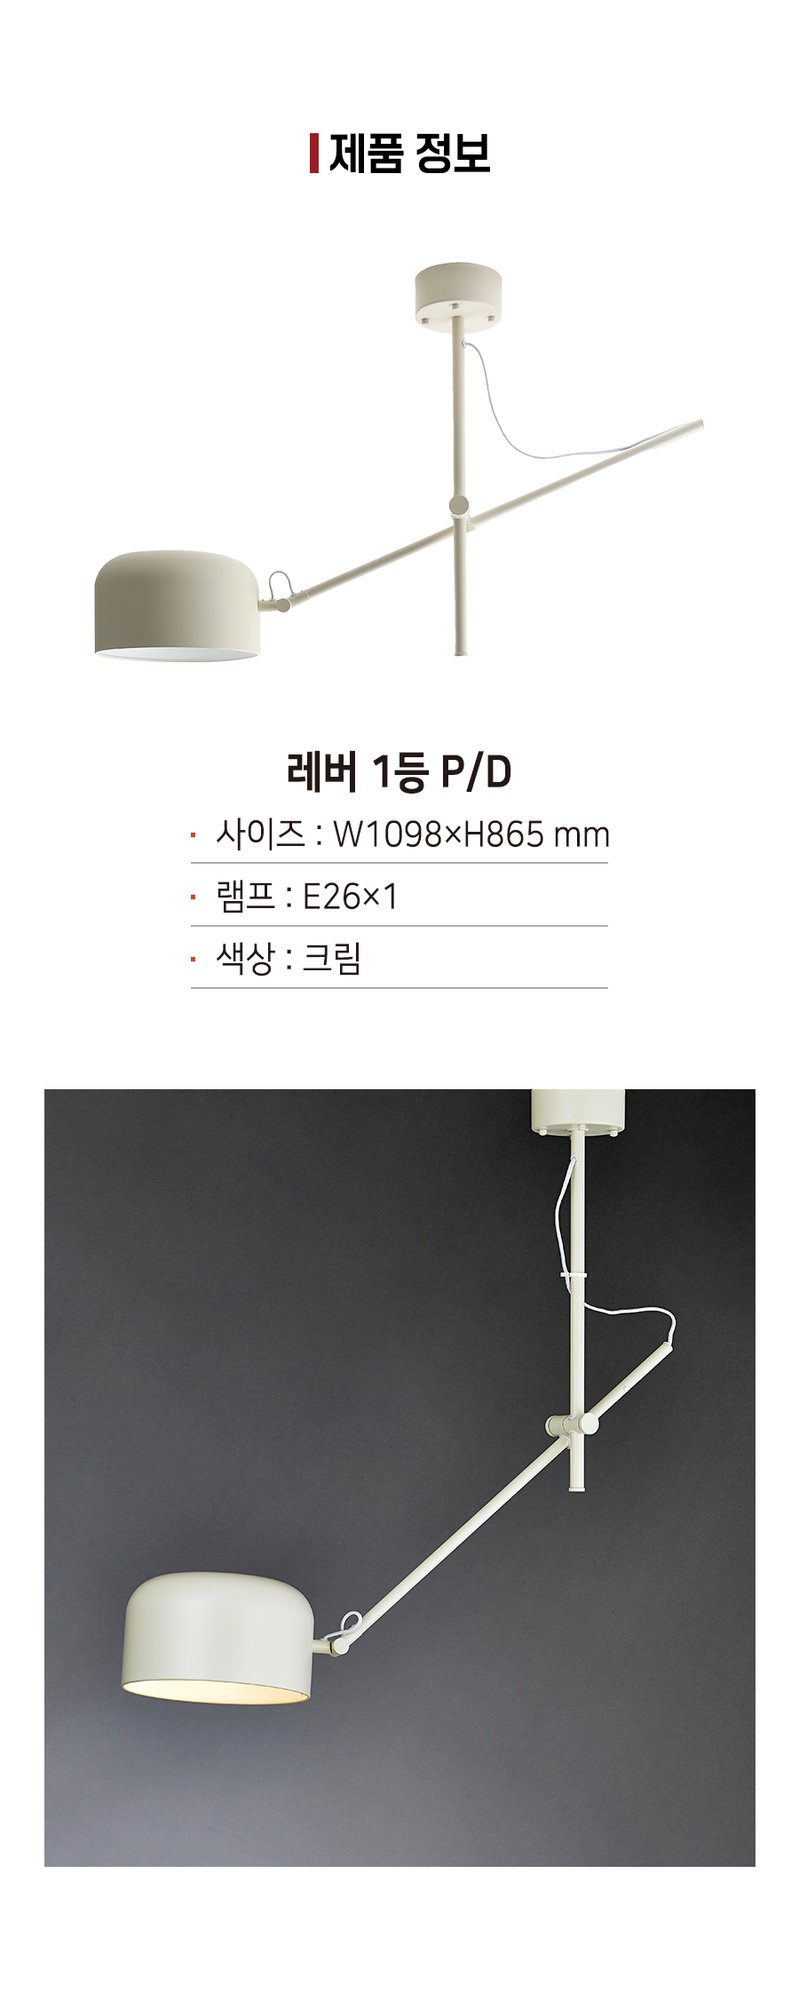 제품 정보
레버 1등 P/D
· 사이즈 : W1098×H865 mm
· 램프 : E26×1
· 색상 : 크림